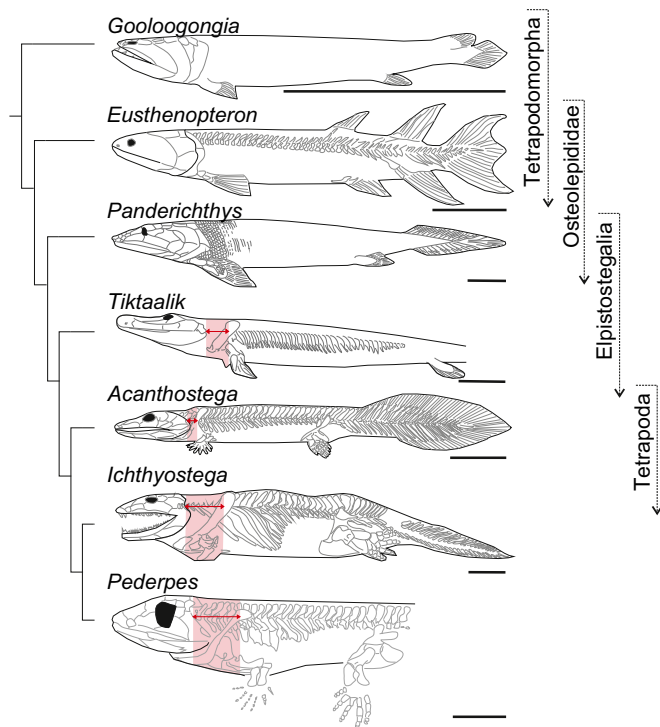 Gooloogongia
Eusthenopteron
Panderichthys
Tiktaalik
Acanthostega
Ichthyostega
Pederpes
Tetrapodomorpha
Osteolepididae
Elpistostegalia
Tetrapoda